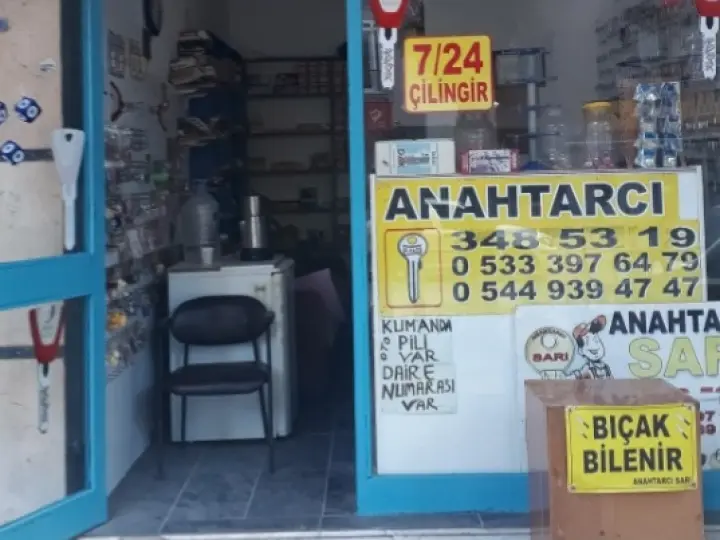 7/24
ÇİLİNGİR
ANAHTARCI
348 53 19
0 533 397 64 79
0 544 939 47 47
KUMANDA
PİLİ
VAR
DAİRE
NUMARASI
VAR
ANAHTA
SARI
SAR
BIÇAK
BİLENİR
ANAHTARCI SARI